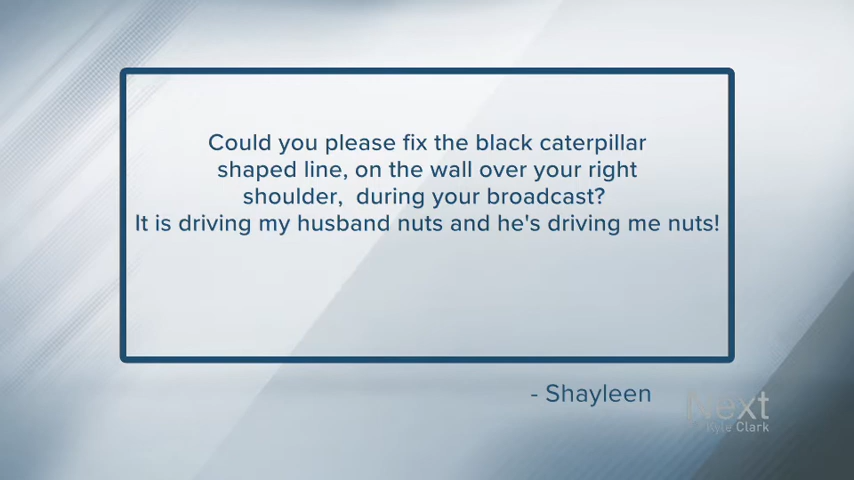 Could you please fix the black caterpillar
shaped line, on the wall over your right
shoulder,  during your broadcast?
It is driving my husband nuts and he's driving me nuts!
- Shayleen
Next
Kyle Clark